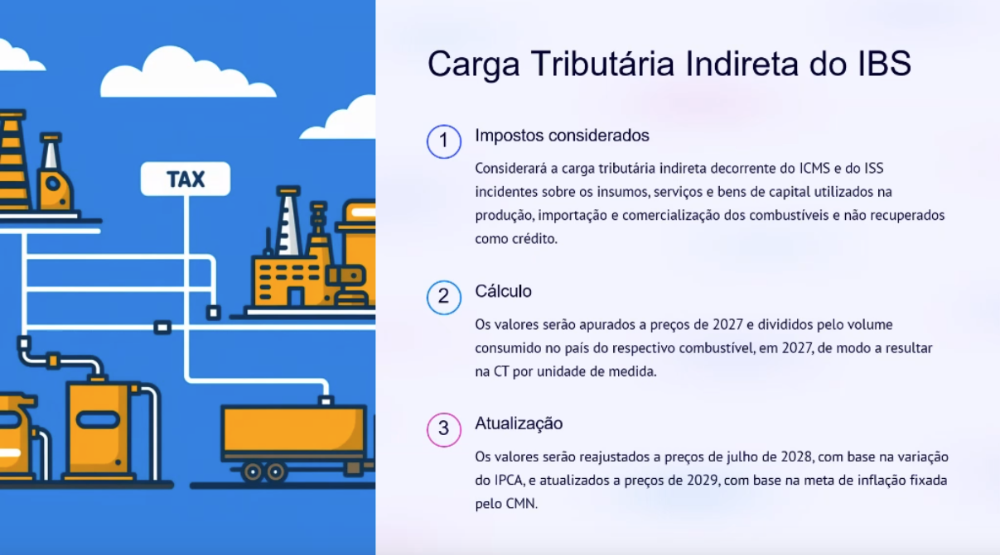 TAX
Carga Tributária Indireta do IBS
1
Impostos considerados
Considerará a carga tributária indireta decorrente do ICMS e do ISS
incidentes sobre os insumos, serviços e bens de capital utilizados na
produção, importação e comercialização dos combustíveis e não recuperados
como crédito.
2
Cálculo
Os valores serão apurados a preços de 2027 e divididos pelo volume
consumido no país do respectivo combustível, em 2027, de modo a resultar
na CT por unidade de medida.
3
Atualização
Os valores serão reajustados a preços de julho de 2028, com base na variação
do IPCA, e atualizados a preços de 2029, com base na meta de inflação fixada
pelo CMN.